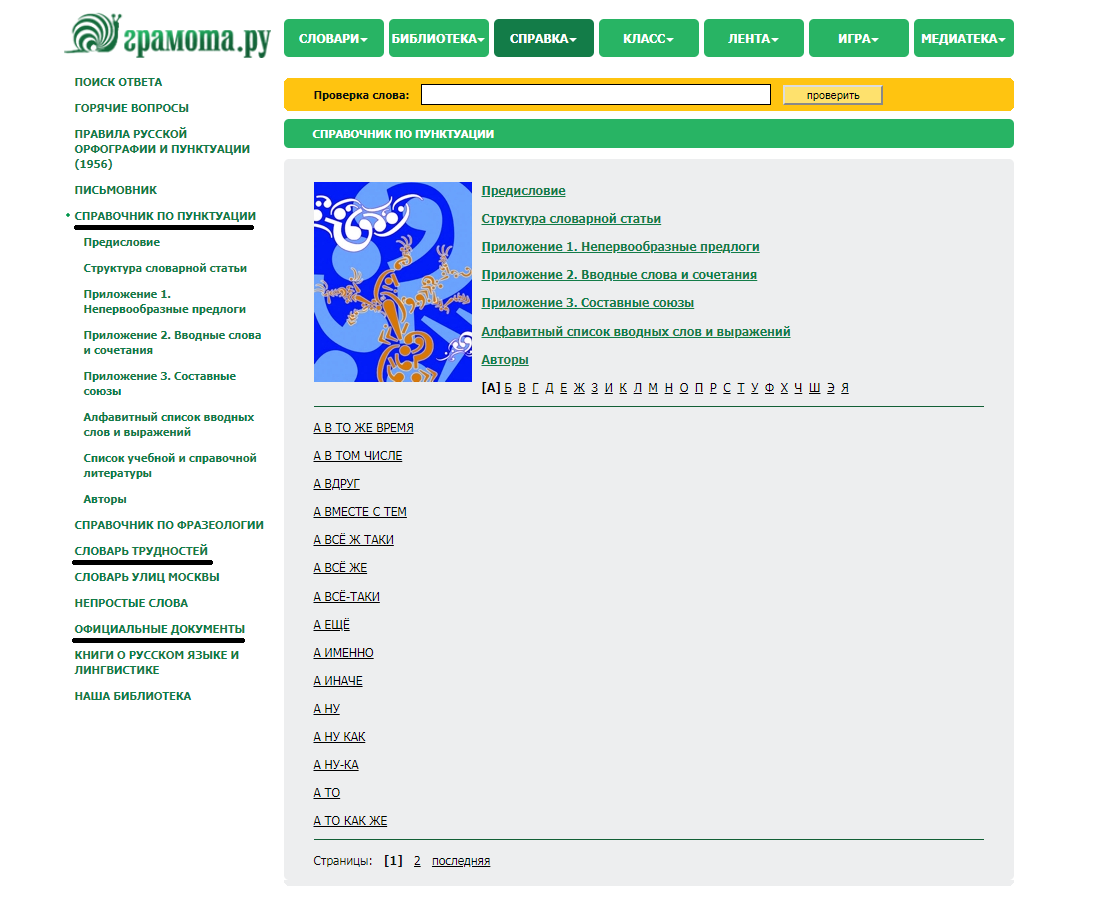 грамота.ру
СЛОВАРИ
БИБЛИОТЕКА
СПРАВКА
КЛАСС
ЛЕНТА
ИГРА
МЕДИАТЕКА
ПОИСК ОТВЕТА
ГОРЯЧИЕ ВОПРОСЫ
ПРАВИЛА РУССКОЙ
ОРФОГРАФИИ И ПУНКТУАЦИИ
(1956)
ПИСЬМОВНИК
СПРАВОЧНИК ПО ПУНКТУАЦИИ
Предисловие
Структура словарной статьи
Приложение 1.
Непервообразные предлоги
Приложение 2. Вводные слова
и сочетания
Приложение 3. Составные
союзы
Алфавитный список вводных
слов и выражений
Список учебной и справочной
литературы
Авторы
СПРАВОЧНИК ПО ФРАЗЕОЛОГИИ
СЛОВАРЬ ТРУДНОСТЕЙ
СЛОВАРЬ УЛИЦ МОСКВЫ
НЕПРОСТЫЕ СЛОВА
ОФИЦИАЛЬНЫЕ ДОКУМЕНТЫ
КНИГИ О РУССКОМ ЯЗЫКЕ И
ЛИНГВИСТИКЕ
НАША БИБЛИОТЕКА
Проверка слова: проверить
СПРАВОЧНИК ПО ПУНКТУАЦИИ
Предисловие
Структура словарной статьи
Приложение 1. Непервообразные предлоги
Приложение 2. Вводные слова и сочетания
Приложение 3. Составные союзы
Алфавитный список вводных слов и выражений
Авторы
[А] Б В Г Д Е Ж З И К Л М Н О П Р С Т У Ф Х Ч Ш Э Я
А В ТО ЖЕ ВРЕМЯ
А В ТОМ ЧИСЛЕ
А ВДРУГ
А ВМЕСТЕ С ТЕМ
А ВСЁ Ж ТАКИ
А ВСЁ ЖЕ
А ВСЁ-ТАКИ
А ЕЩЁ
А ИМЕННО
А ИНАЧЕ
А НУ
А НУ КАК
А НУ-КА
А ТО
А ТО КАК ЖЕ
Страницы: [1] 2 последняя